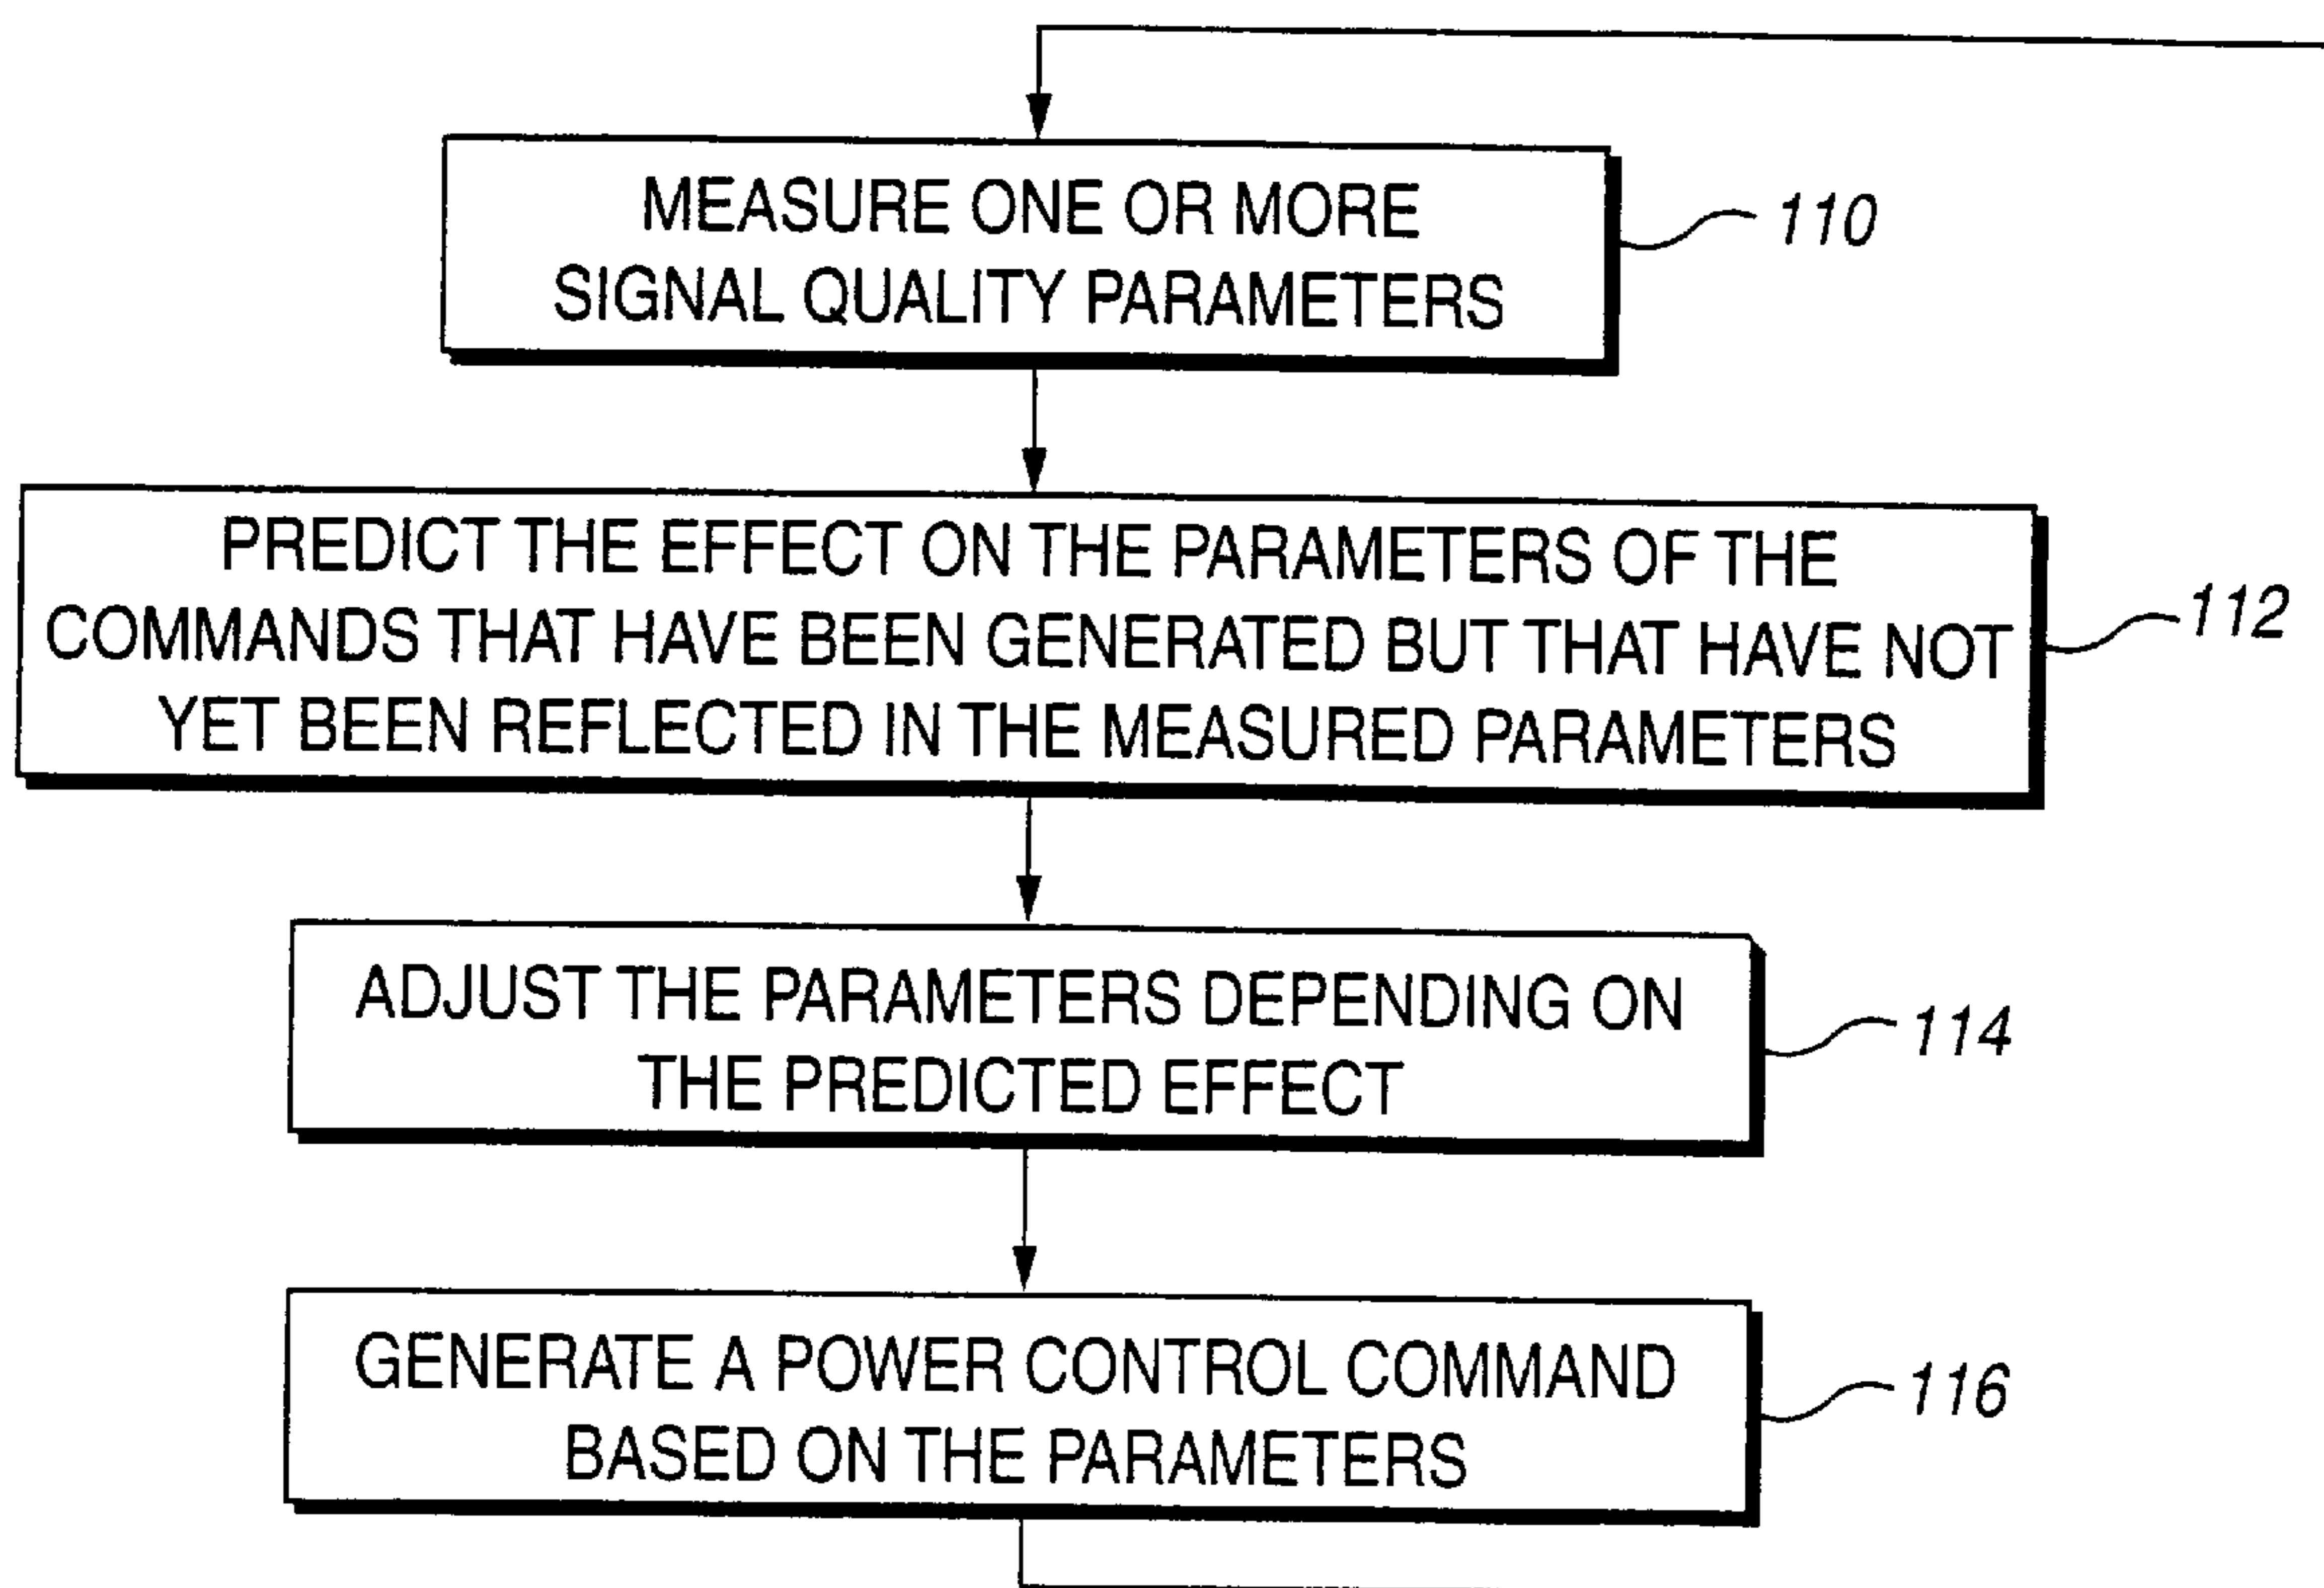 MEASURE ONE OR MORE
SIGNAL QUALITY PARAMETERS
110
PREDICT THE EFFECT ON THE PARAMETERS OF THE
COMMANDS THAT HAVE BEEN GENERATED BUT THAT HAVE NOT
YET BEEN REFLECTED IN THE MEASURED PARAMETERS
112
ADJUST THE PARAMETERS DEPENDING ON
THE PREDICTED EFFECT
114
GENERATE A POWER CONTROL COMMAND
BASED ON THE PARAMETERS
116